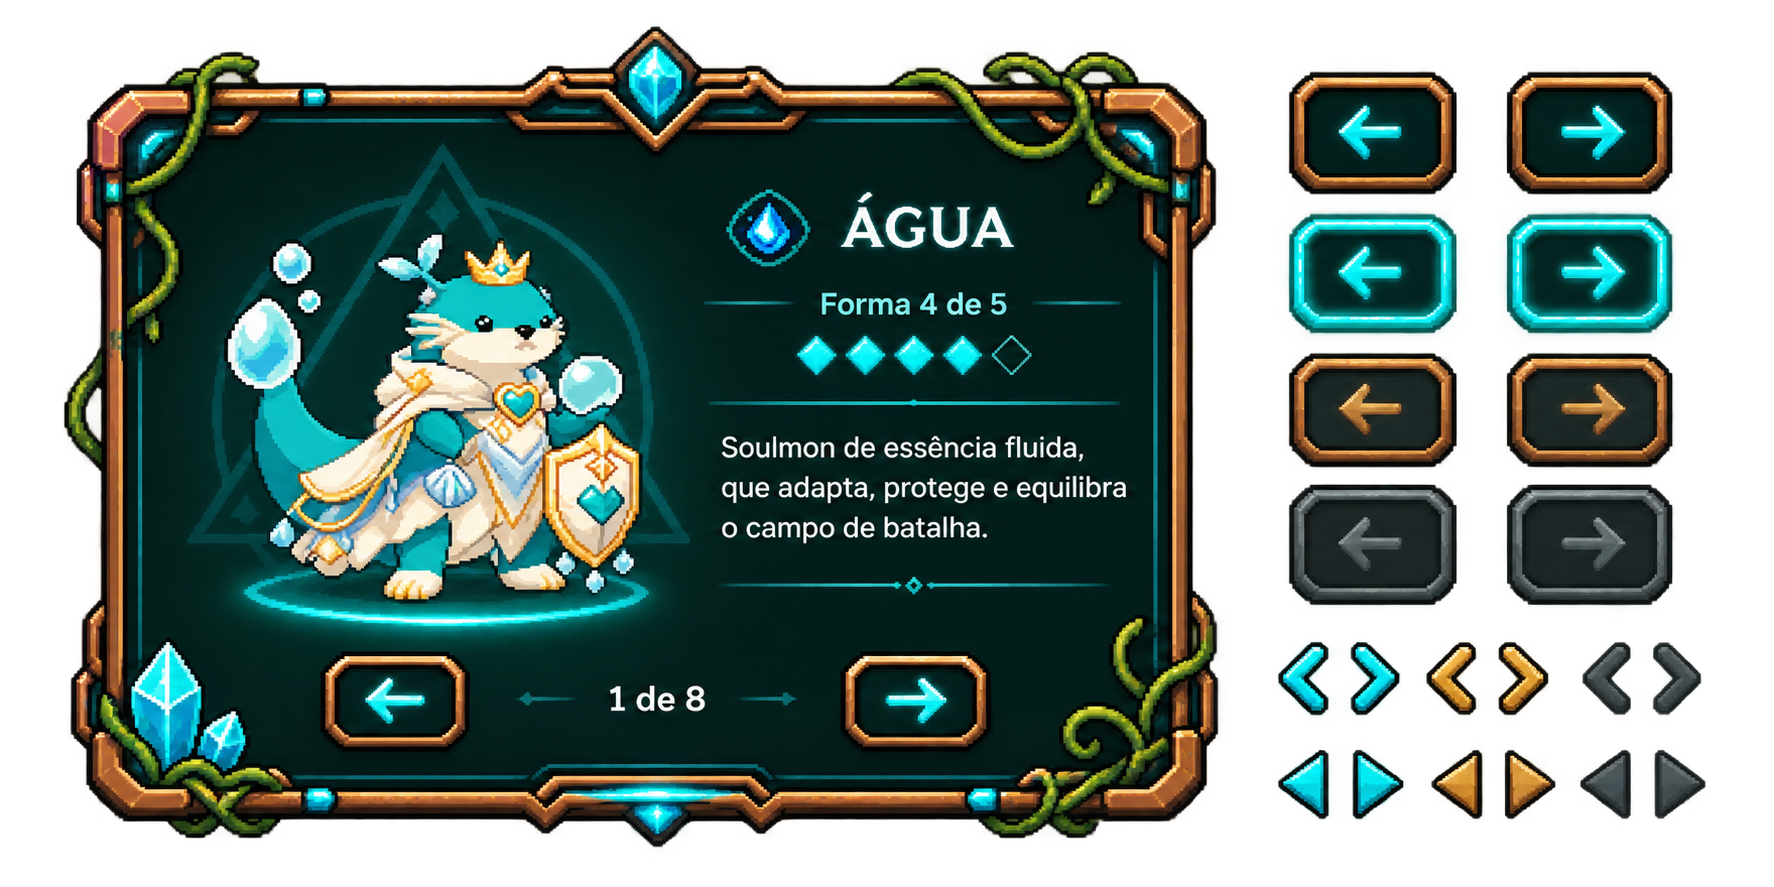 ÁGUA
Forma 4 de 5
Soulmon de essência fluida,
que adapta, protege e equilibra
o campo de batalha.
1 de 8